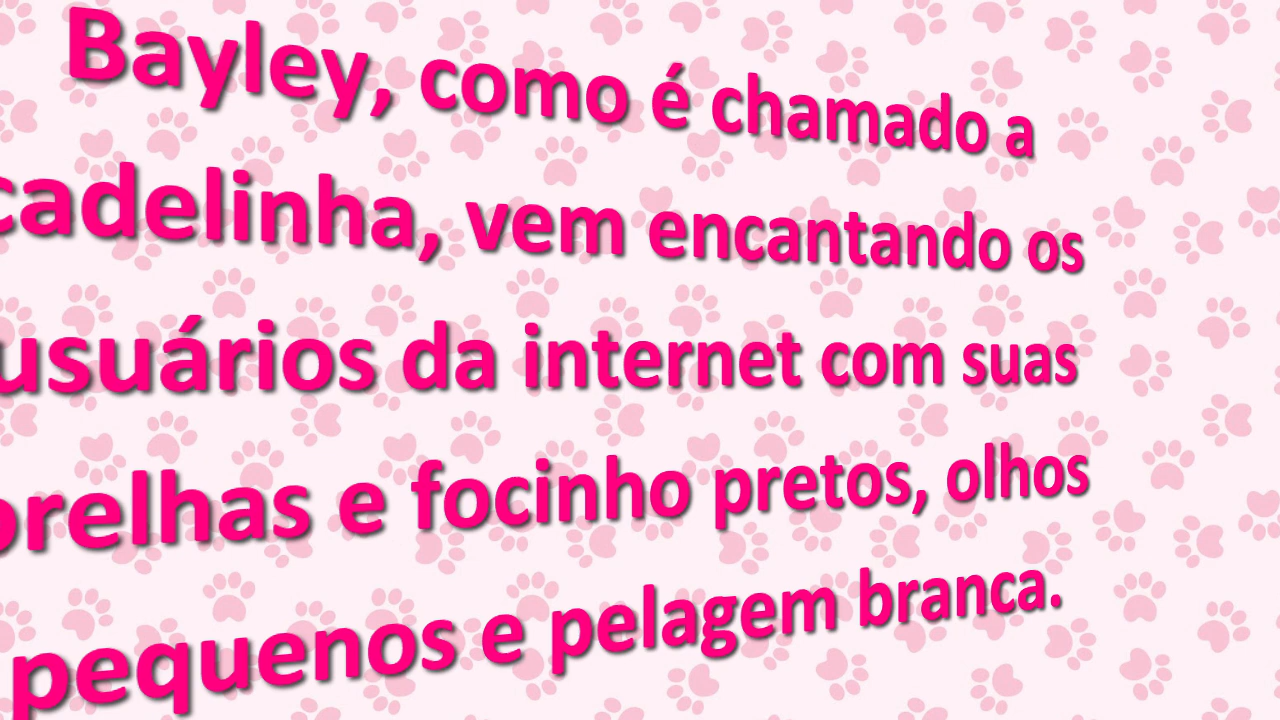 Bayley, como é chamado a
cadelinha, vem encantando os
usuários da internet com suas
orelhas e focinho pretos, olhos
pequenos e pelagem branca.